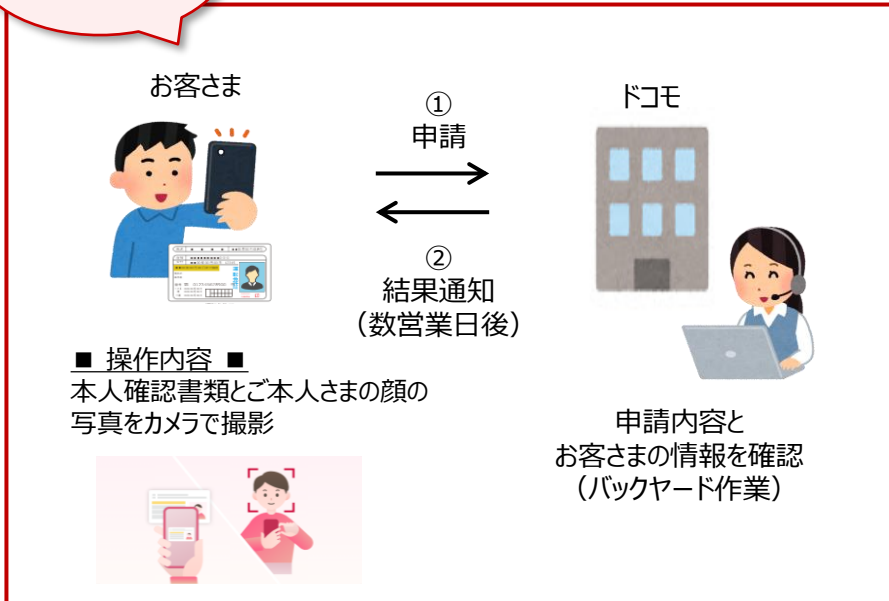 お客さま
①
申請
ドコモ
②
結果通知
（数営業日後）
■ 操作内容 ■
本人確認書類とご本人さまの顔の
写真をカメラで撮影
申請内容と
お客さまの情報を確認
（バックヤード作業）